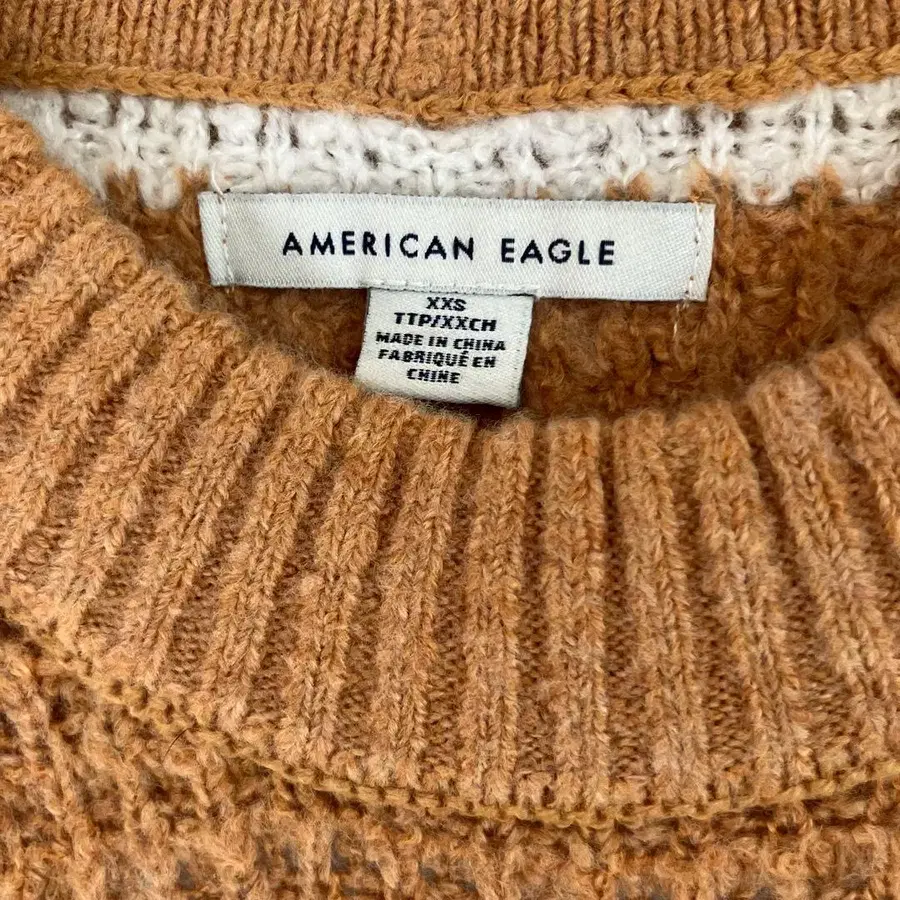 AMERICAN EAGLE
XXS
TTP/XXCH
MADE IN CHINA
FABRIQUÉ EN
CHINE